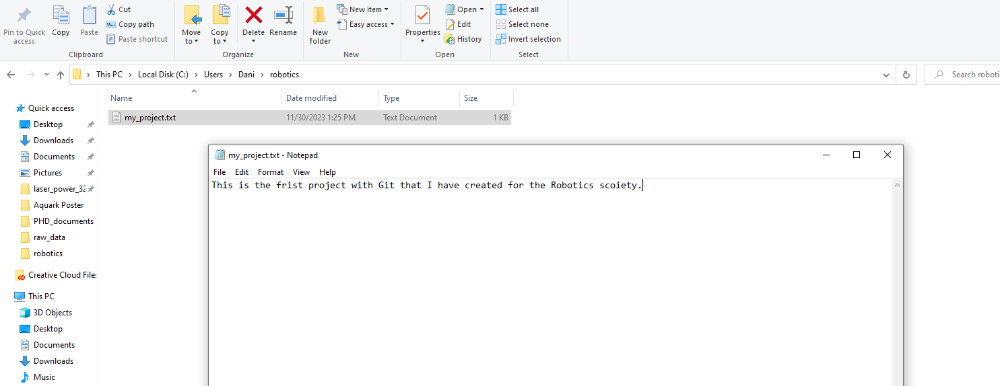 Pin to Quick access
Copy
Paste
Cut
Copy path
Paste shortcut
Clipboard
Move to
Copy to
Delete
Rename
Organize
New folder
New item
Easy access
New
Properties
Open
Edit
History
Open
Select all
Select none
Invert selection
Select
This PC > Local Disk (C:) > Users > Dani > robotics
Search roboti
Name Date modified Type Size
my_project.txt 11/30/2023 1:25 PM Text Document 1 KB
Quick access
Desktop
Downloads
Documents
Pictures
laser_power_32
Aquark Poster
PHD_documents
raw_data
robotics
Creative Cloud Files
This PC
3D Objects
Desktop
Documents
Downloads
Music
my_project.txt - Notepad
File Edit Format View Help
This is the frist project with Git that I have created for the Robotics scoiety.